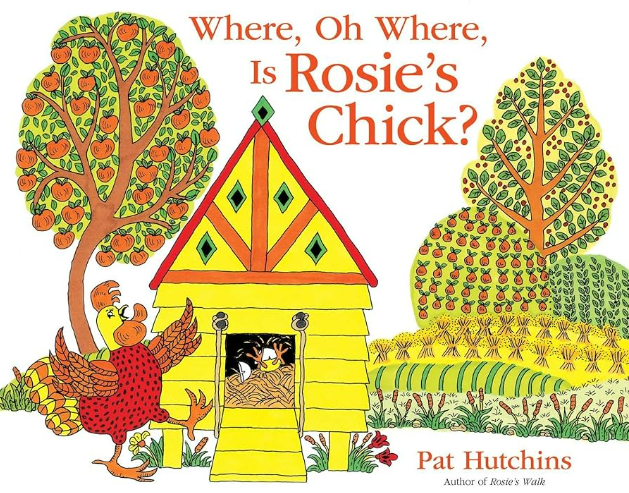 Where, Oh Where,
Is Rosie's
Chick?
Pat Hutchins
Author of Rosie's Walk